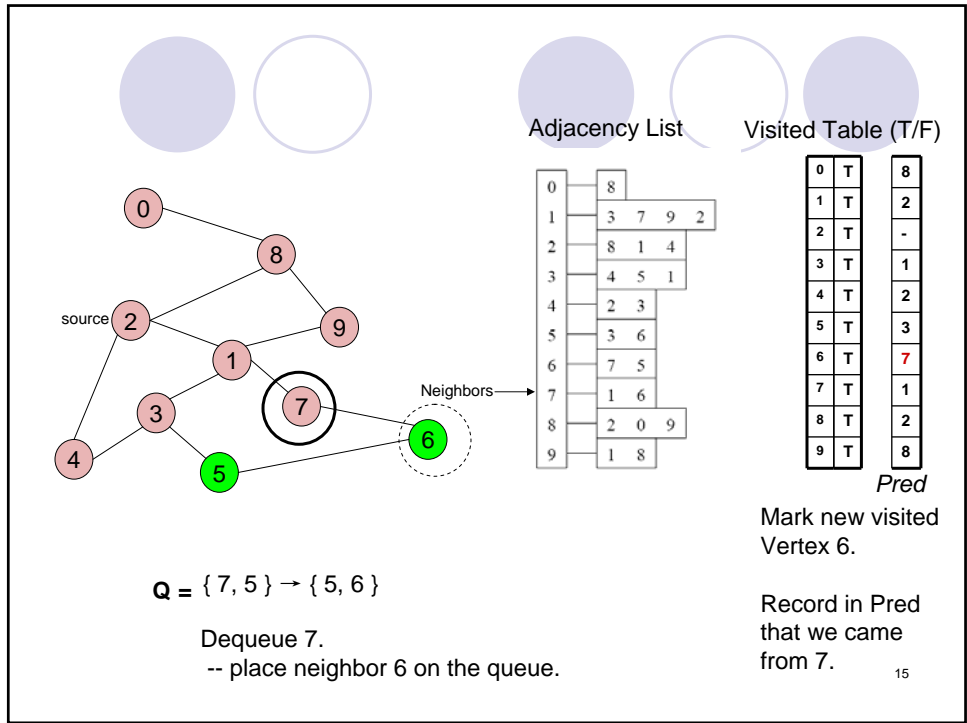 Adjacency List
Visited Table (T/F)
0
8
source
2
9
1
7
3
6
4
5
Neighbors
0 8
1 3 7 9 2
2 8 1 4
3 4 5 1
4 2 3
5 3 6
6 7 5
7 1 6
8 2 0 9
9 1 8
0 T 8
1 T 2
2 T -
3 T 1
4 T 2
5 T 3
6 T 7
7 T 1
8 T 2
9 T 8
Pred
Mark new visited
Vertex 6.
Record in Pred
that we came
from 7.
Q = { 7, 5 } → { 5, 6 }
Dequeue 7.
-- place neighbor 6 on the queue.
15